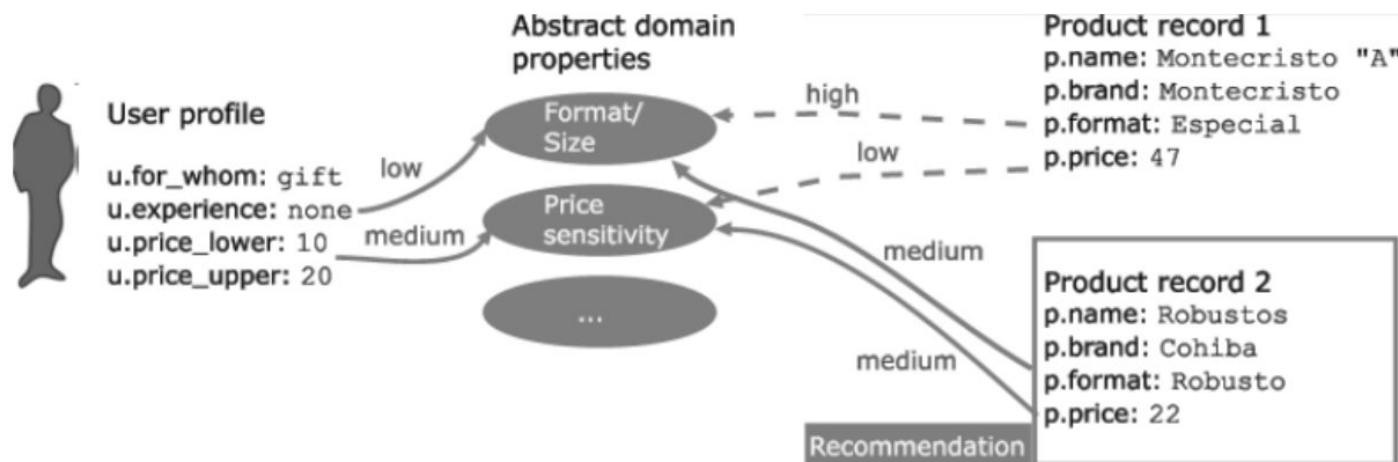 User profile
u.for_whom: gift
u.experience: none
u.price_lower: 10
u.price_upper: 20
low
medium
Abstract domain
properties
Format/
Size
Price
sensitivity
...
high
low
medium
medium
Product record 1
p.name: Montecristo "A"
p.brand: Montecristo
p.format: Especial
p.price: 47
Product record 2
p.name: Robustos
p.brand: Cohiba
p.format: Robusto
p.price: 22
Recommendation